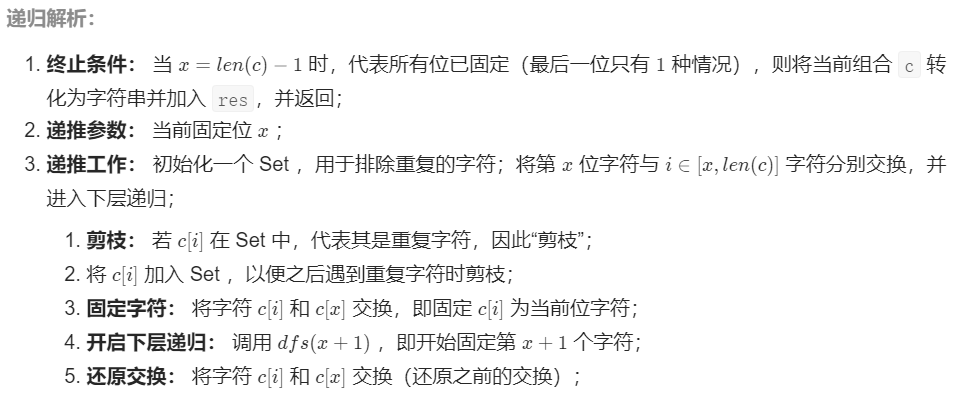 递归解析：
1. 终止条件： 当 x = len(c) − 1 时，代表所有位已固定（最后一位只有 1 种情况），则将当前组合 c 转
化为字符串并加入 res，并返回；
2. 递推参数： 当前固定位 x ；
3. 递推工作： 初始化一个 Set ，用于排除重复的字符；将第 x 位字符与 i ∈ [x, len(c)] 字符分别交换，并
进入下层递归；
1. 剪枝： 若 c[i] 在 Set 中，代表其是重复字符，因此“剪枝”；
2. 将 c[i] 加入 Set ，以便之后遇到重复字符时剪枝；
3. 固定字符： 将字符 c[i] 和 c[x] 交换，即固定 c[i] 为当前位字符；
4. 开启下层递归： 调用 dfs(x + 1) ，即开始固定第 x + 1 个字符；
5. 还原交换： 将字符 c[i] 和 c[x] 交换（还原之前的交换）；